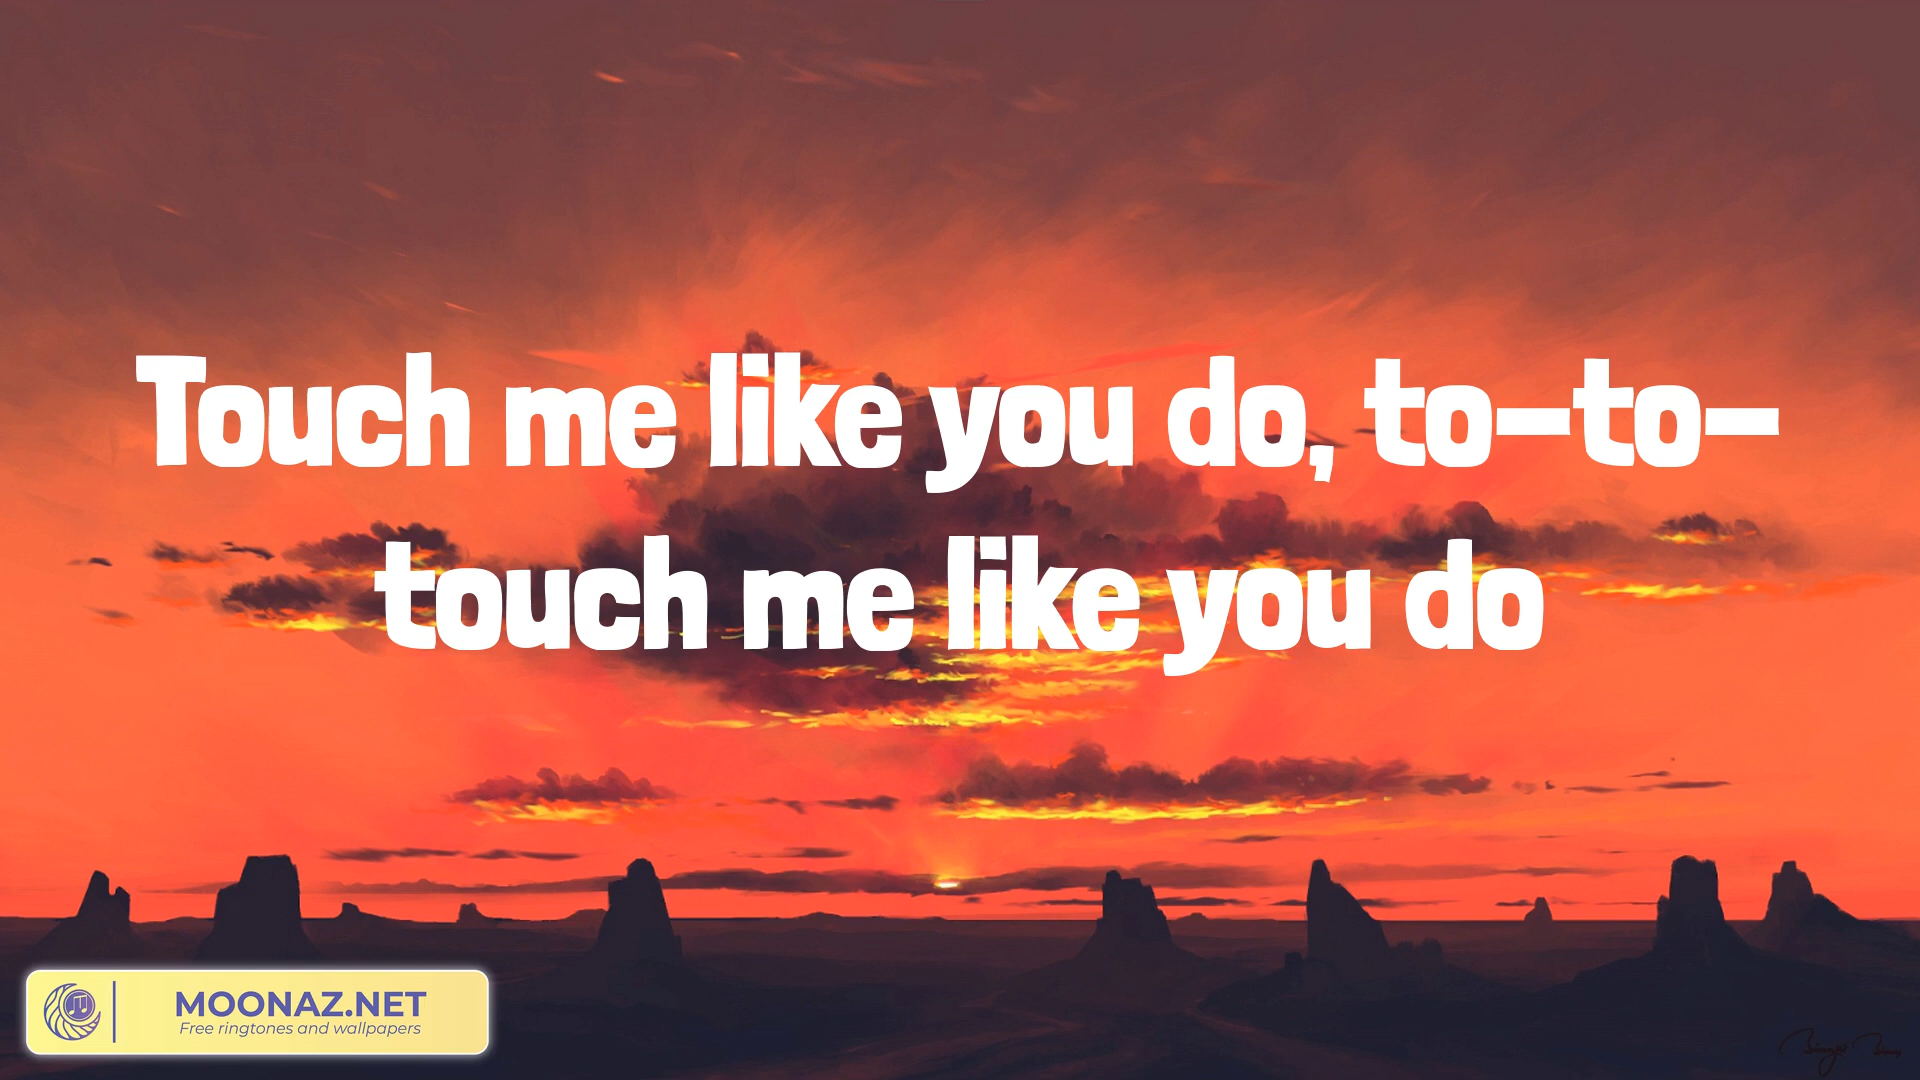 Touch me like you do, to-to-
touch me like you do
MOONAZ.NET
Free ringtones and wallpapers